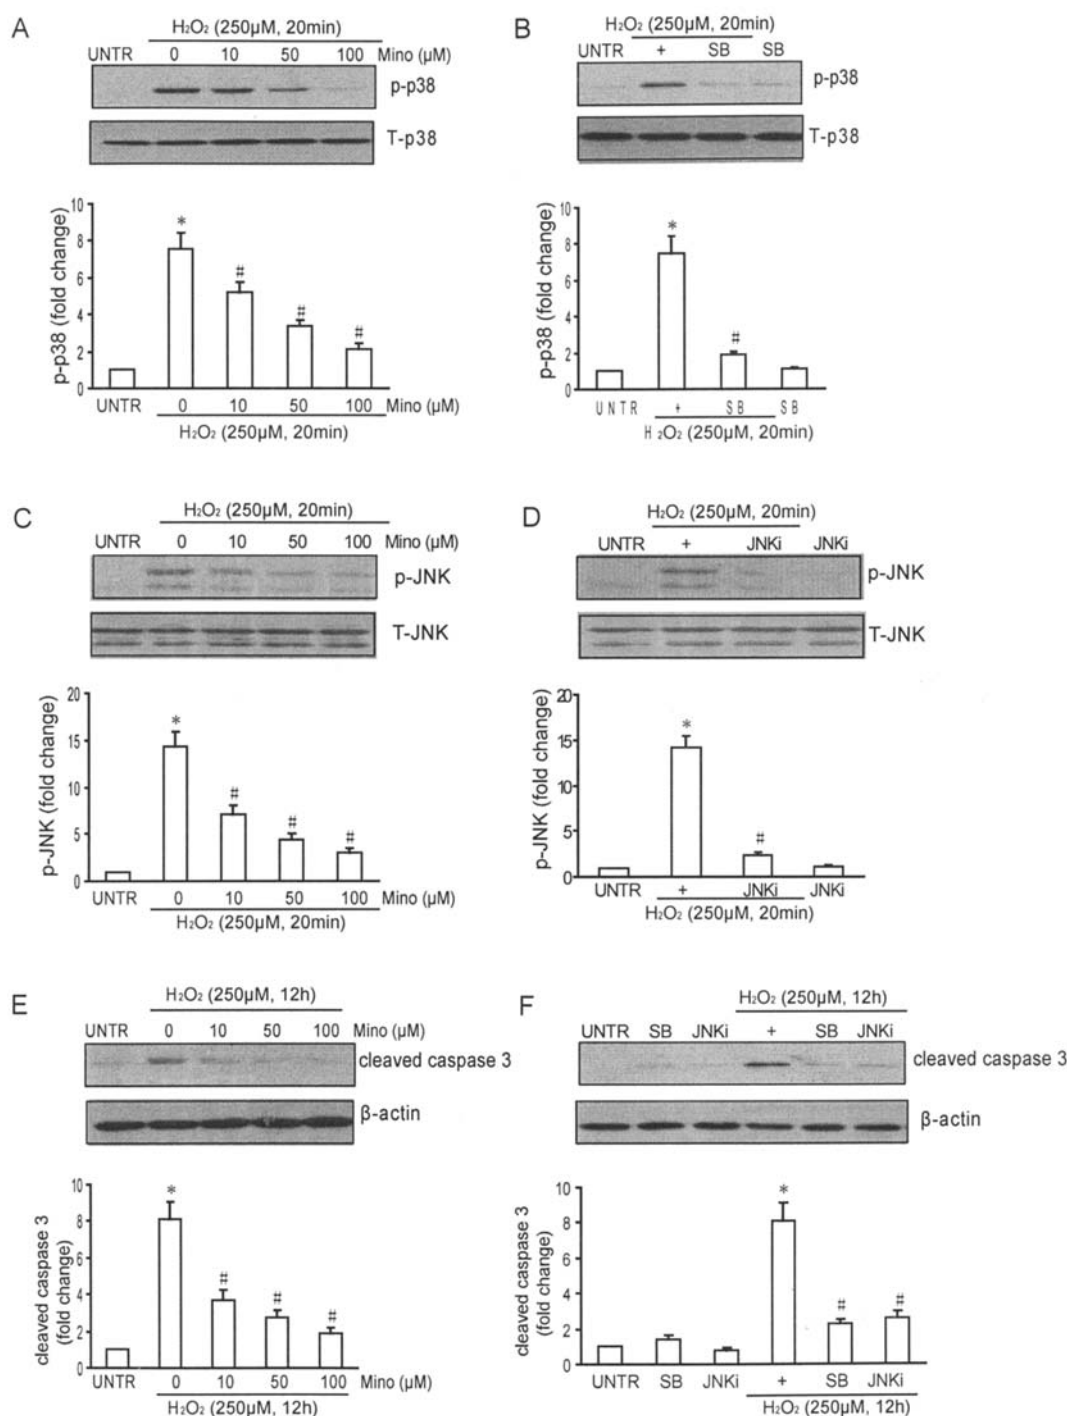 A
H₂O₂ (250µM, 20min)
UNTR 0 10 50 100 Mino (µM)
p-p38
T-p38
p-p38 (fold change)
10
8
6
4
2
0
*
#
#
#
UNTR 0 10 50 100 Mino (µM)
H₂O₂ (250µM, 20min)
B
H₂O₂ (250µM, 20min)
UNTR + SB SB
p-p38
T-p38
p-p38 (fold change)
10
8
6
4
2
0
*
#
UNTR + SB SB
H₂O₂ (250µM, 20min)
C
H₂O₂ (250µM, 20min)
UNTR 0 10 50 100 Mino (µM)
p-JNK
T-JNK
p-JNK (fold change)
20
15
10
5
0
*
#
#
#
UNTR 0 10 50 100 Mino (µM)
H₂O₂ (250µM, 20min)
D
H₂O₂ (250µM, 20min)
UNTR + JNKi JNKi
p-JNK
T-JNK
p-JNK (fold change)
20
15
10
5
0
*
#
UNTR + JNKi JNKi
H₂O₂ (250µM, 20min)
E
H₂O₂ (250µM, 12h)
UNTR 0 10 50 100 Mino (µM)
cleaved caspase 3
β-actin
cleaved caspase 3
(fold change)
10
8
6
4
2
0
*
#
#
#
UNTR 0 10 50 100 Mino (µM)
H₂O₂ (250µM, 12h)
F
H₂O₂ (250µM, 12h)
UNTR SB JNKi + SB JNKi
cleaved caspase 3
β-actin
cleaved caspase 3
(fold change)
10
8
6
4
2
0
*
#
#
UNTR SB JNKi + SB JNKi
H₂O₂ (250µM, 12h)